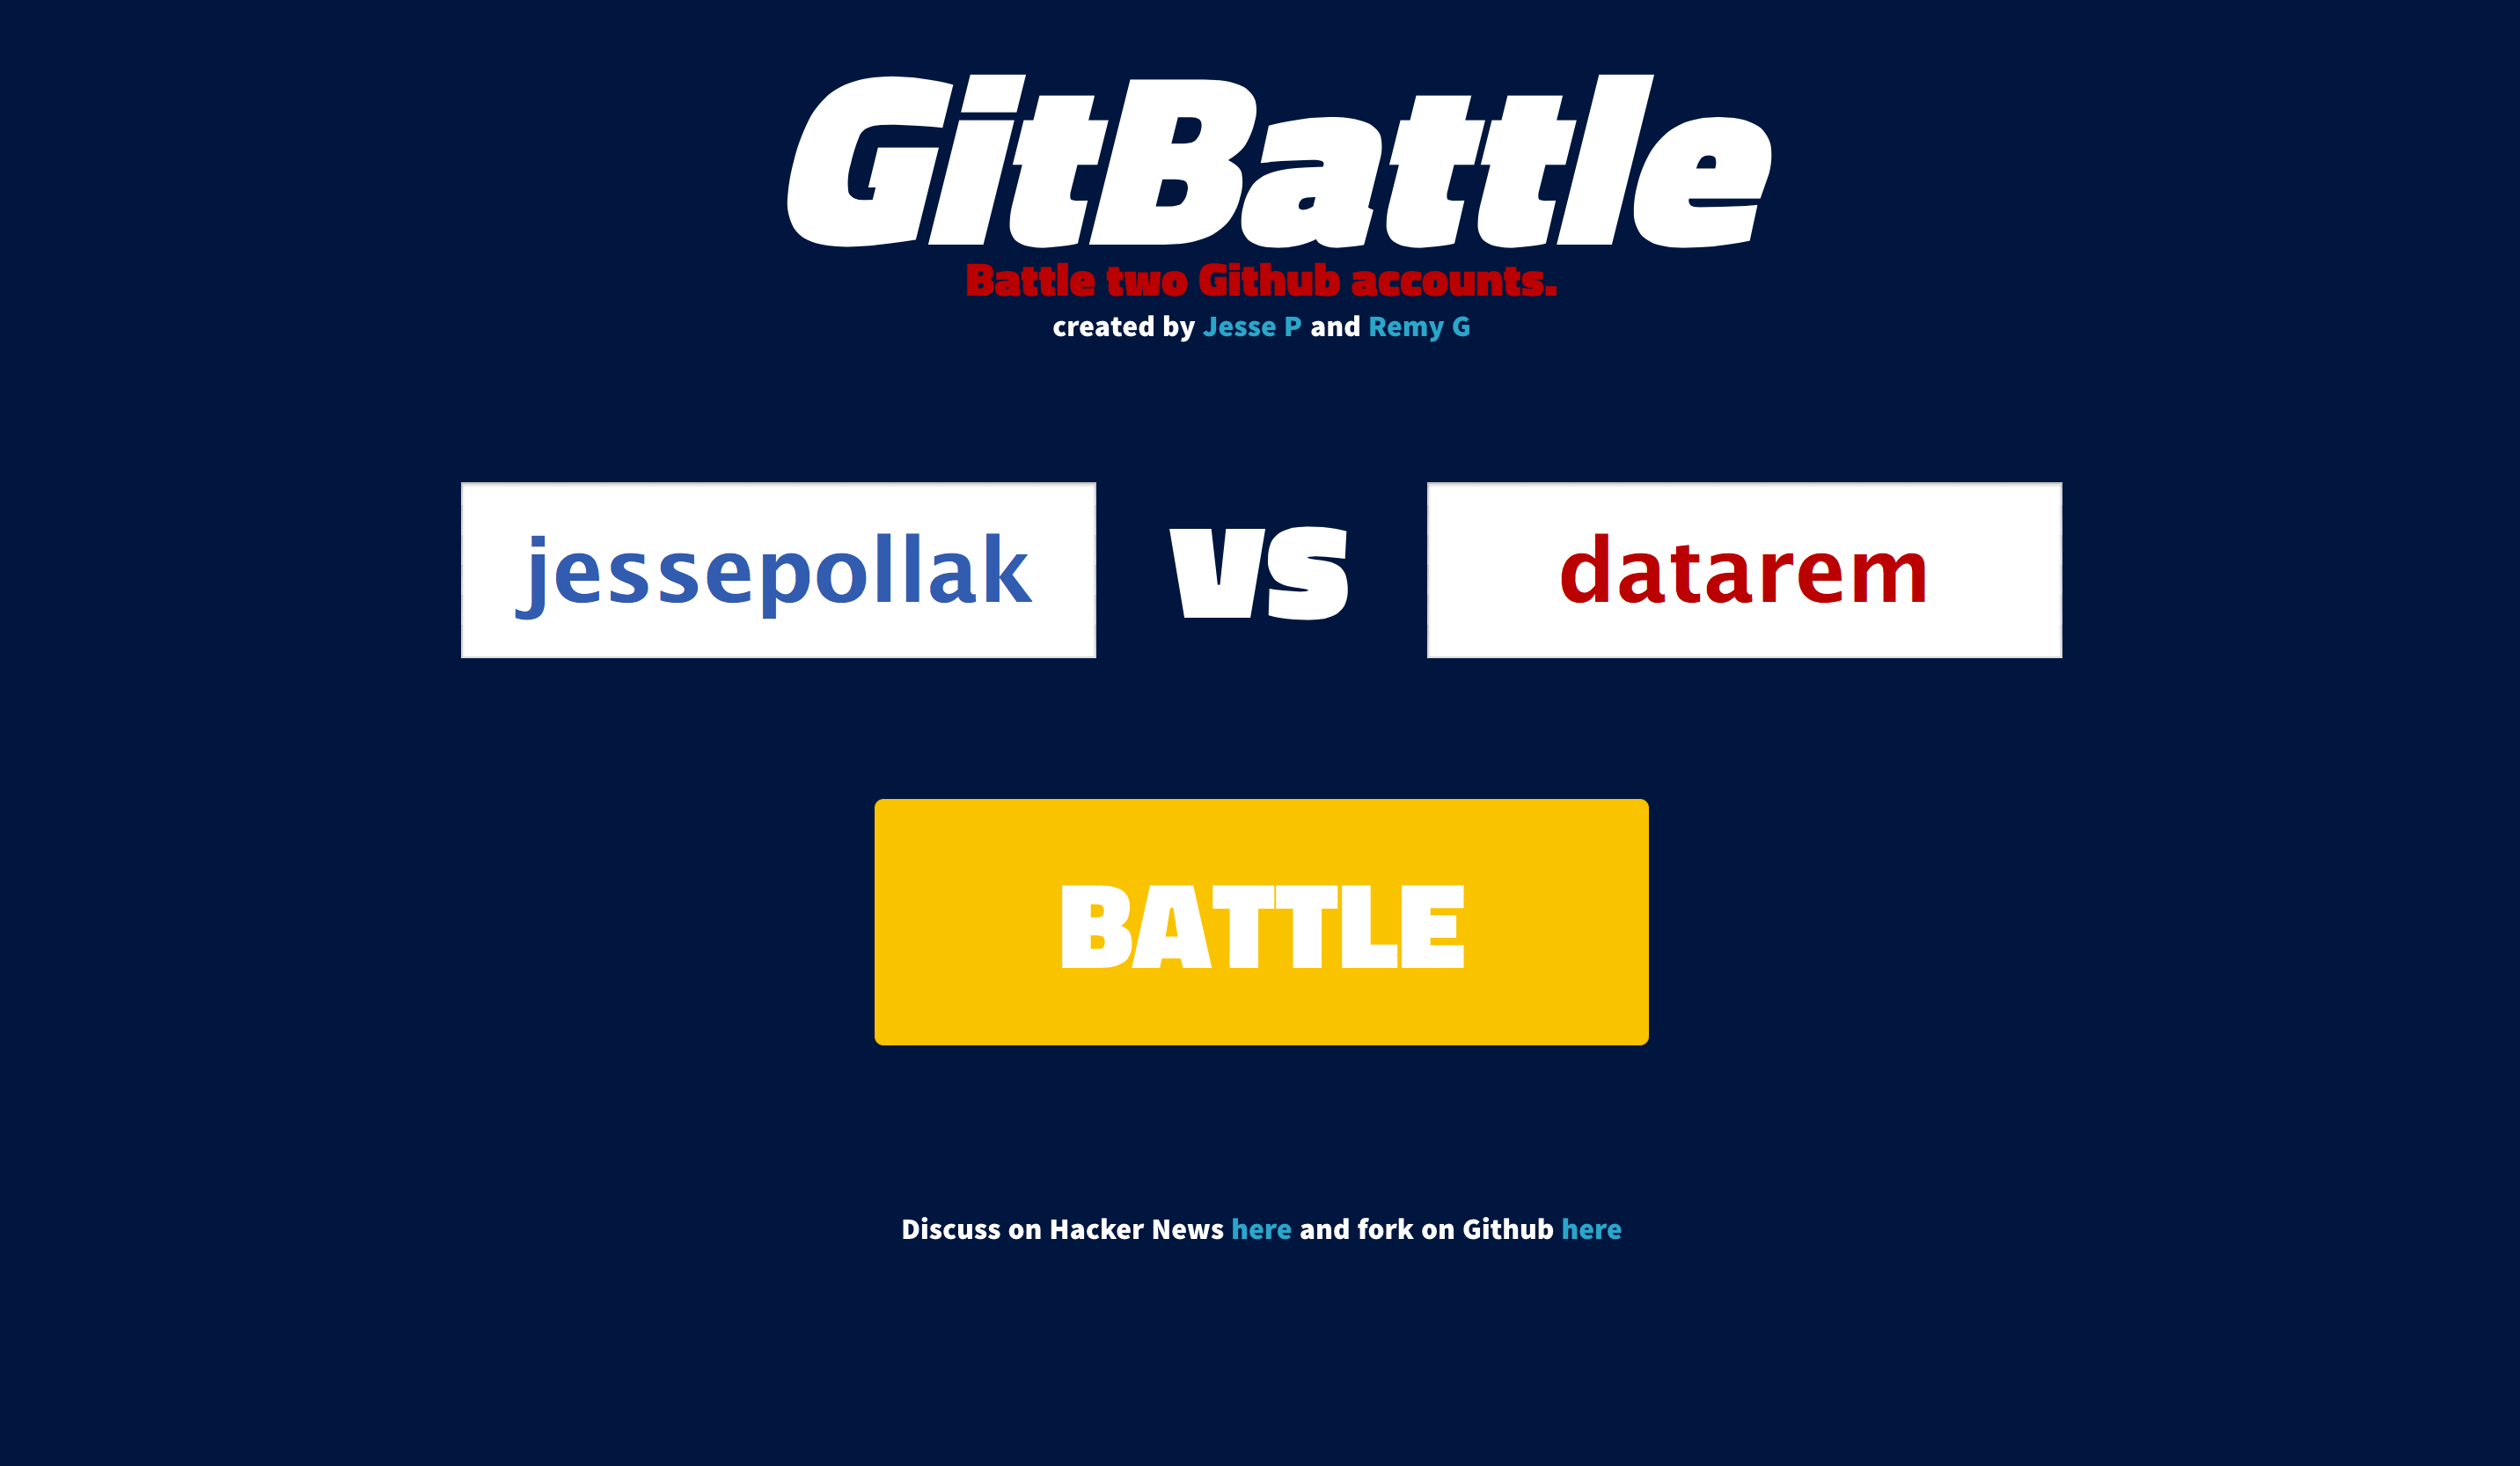 GitBattle
Battle two Github accounts.
created by Jesse P and Remy G
jessepollak vs datarem
BATTLE
Discuss on Hacker News here and fork on Github here